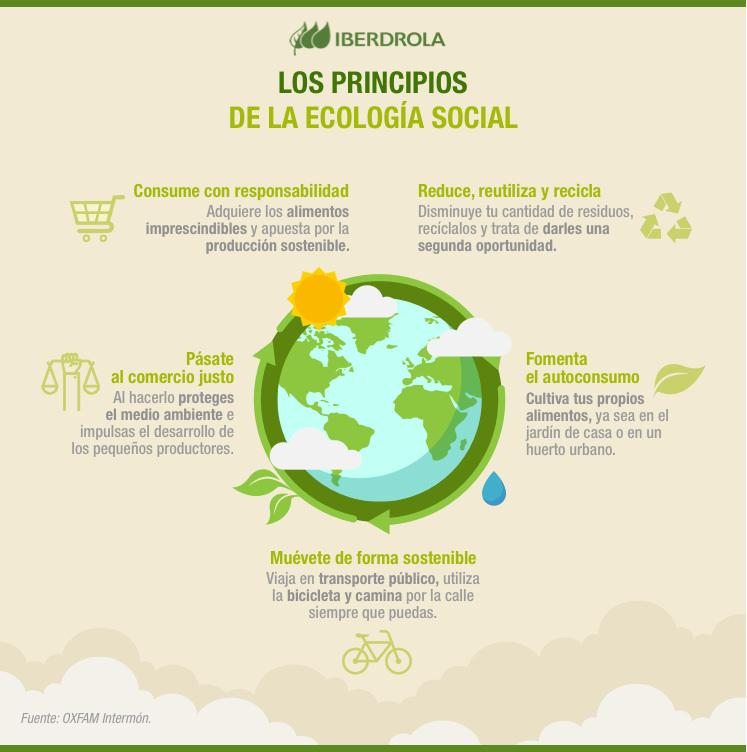 IBERDROLA
LOS PRINCIPIOS
DE LA ECOLOGÍA SOCIAL
Consume con responsabilidad
Adquiere los alimentos
imprescindibles y apuesta por la
producción sostenible.
Reduce, reutiliza y recicla
Disminuye tu cantidad de residuos,
recíclalos y trata de darles una
segunda oportunidad.
Pásate
al comercio justo
Al hacerlo proteges
el medio ambiente e
impulsas el desarrollo de
los pequeños productores.
Fomenta
el autoconsumo
Cultiva tus propios
alimentos, ya sea en el
jardín de casa o en un
huerto urbano.
Muévete de forma sostenible
Viaja en transporte público, utiliza
la bicicleta y camina por la calle
siempre que puedas.
Fuente: OXFAM Intermón.